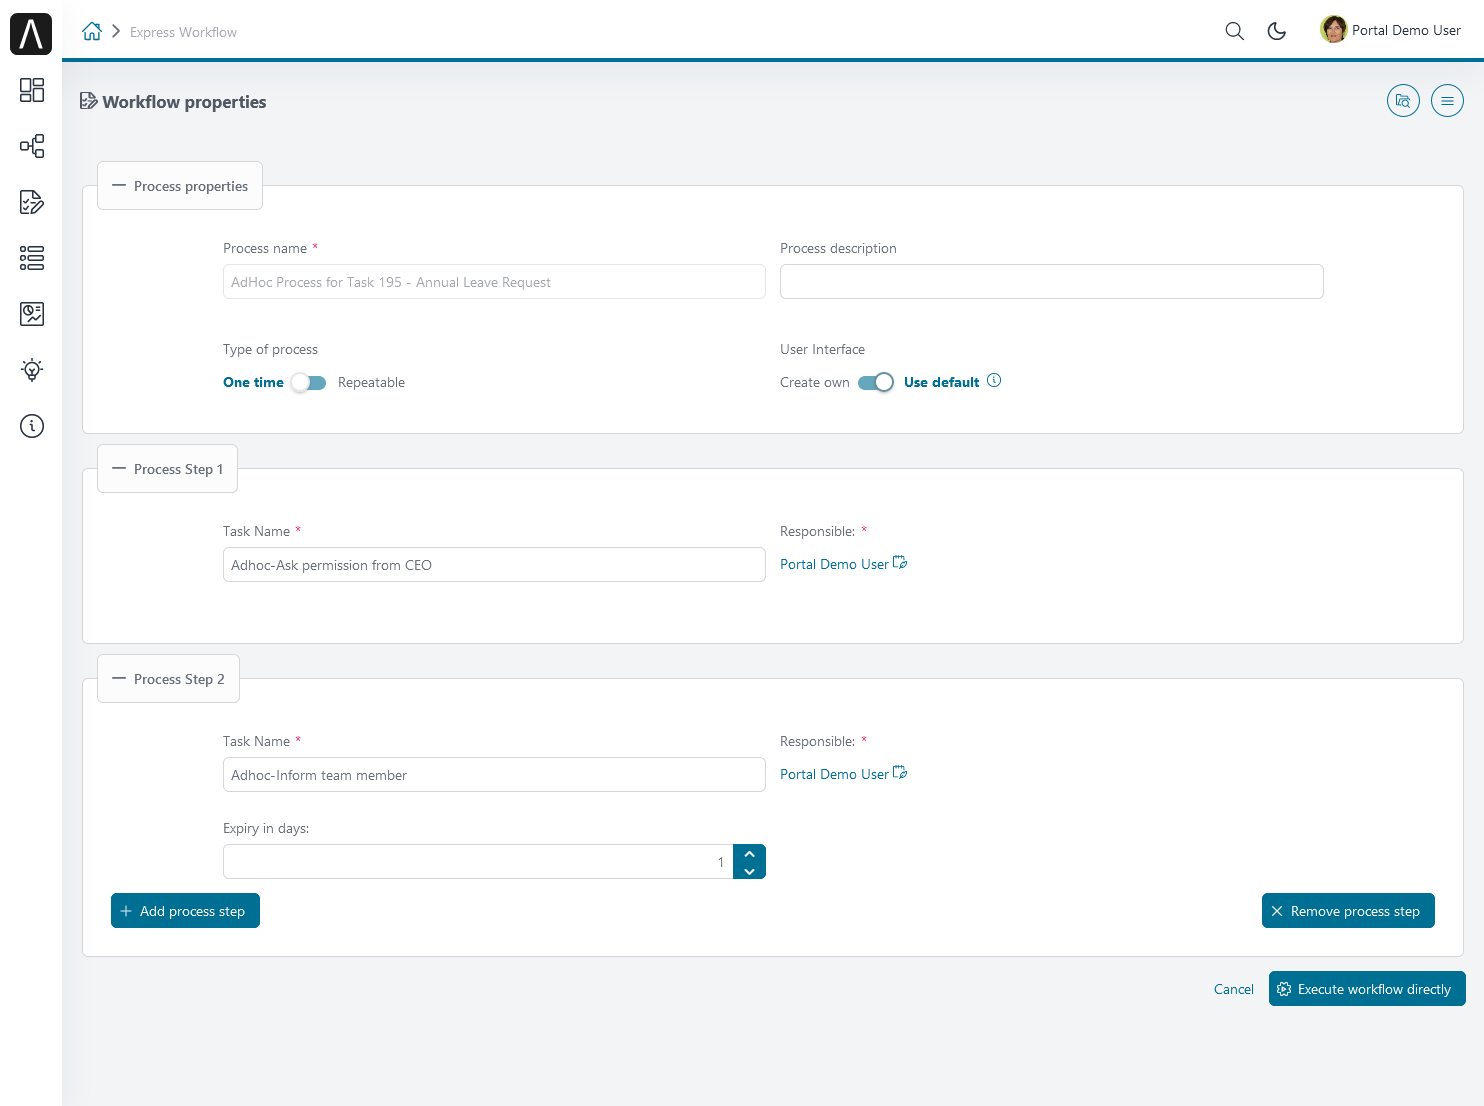 Express Workflow
Portal Demo User
Workflow properties
Process properties
Process name *
Process description
AdHoc Process for Task 195 - Annual Leave Request
Type of process
User Interface
One time Repeatable
Create own Use default
Process Step 1
Task Name *
Responsible: *
Adhoc-Ask permission from CEO
Portal Demo User
Process Step 2
Task Name *
Responsible: *
Adhoc-Inform team member
Portal Demo User
Expiry in days:
1
Add process step
Remove process step
Cancel
Execute workflow directly